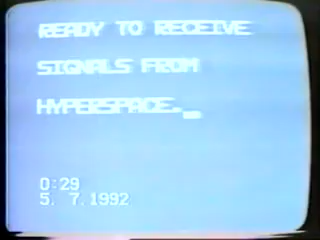 READY TO RECEIVE
SIGNALS FROM
HYPERSPACE._
0:29
5. 7.1992